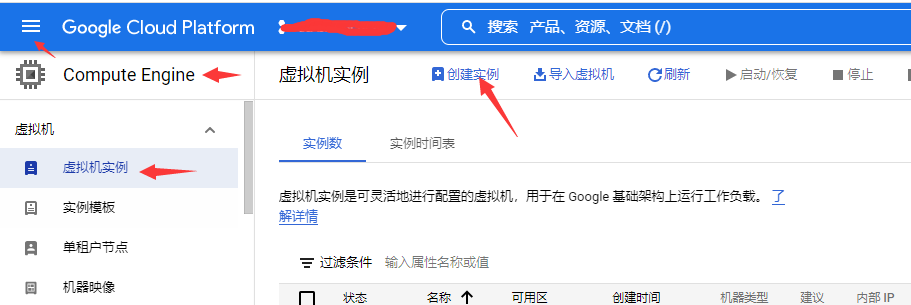 Google Cloud Platform
搜索 产品、资源、文档 (/)
Compute Engine
虚拟机实例
创建实例
导入虚拟机
刷新
启动/恢复
停止
虚拟机
虚拟机实例
实例模板
单租户节点
机器映像
实例数
实例时间表
虚拟机实例是可灵活地进行配置的虚拟机，用于在 Google 基础架构上运行工作负载。 了
解详情
过滤条件 输入属性名称或值
状态 名称 可用区 创建时间 机器类型 建议 内部 IP